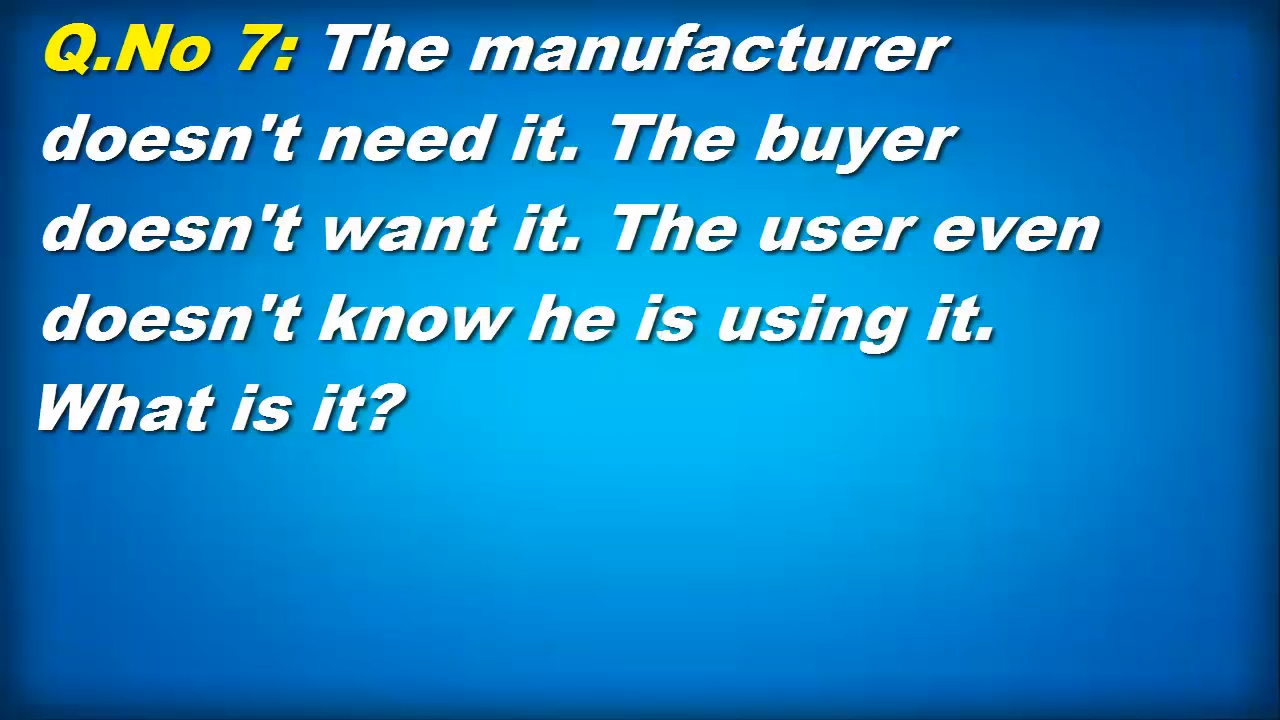 Q.No 7: The manufacturer
doesn't need it. The buyer
doesn't want it. The user even
doesn't know he is using it.
What is it?